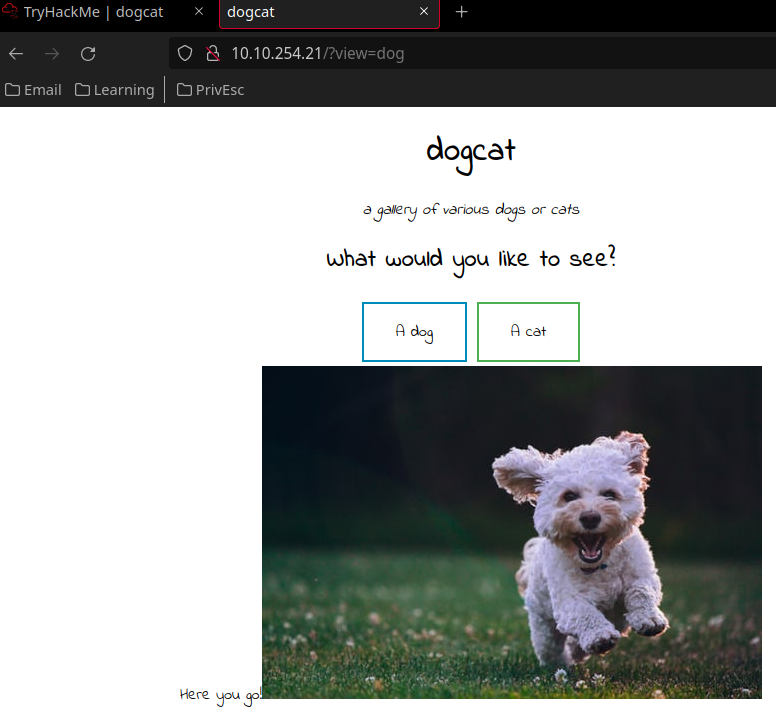 TryHackMe | dogcat
dogcat
10.10.254.21/?view=dog
Email Learning PrivEsc
dogcat
a gallery of various dogs or cats
What would you like to see?
A dog A cat
Here you go!